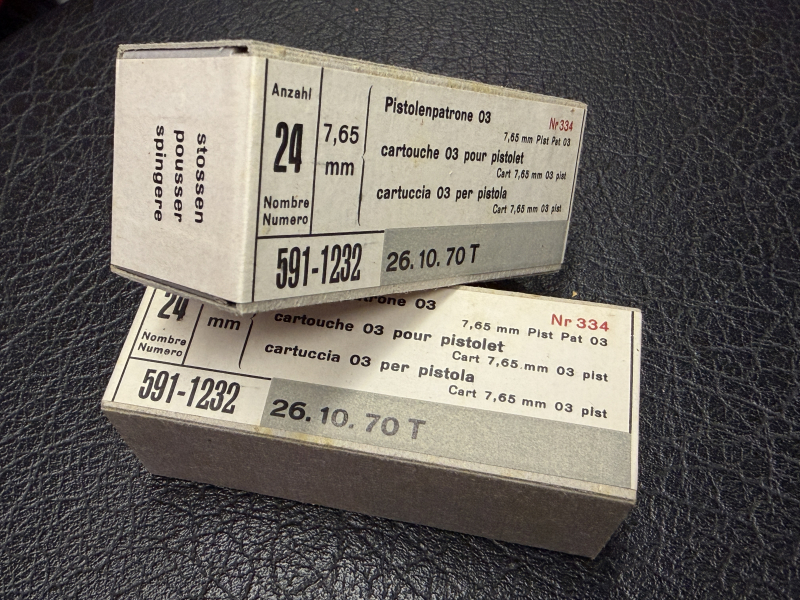 stossen
pousser
spingere
Anzahl
24
Nombre
Numero
7,65
mm
Pistolenpatrone 03
Nr 334
7,65 mm Pist Pat 03
cartouche 03 pour pistolet
Cart 7,65 mm 03 pist
cartuccia 03 per pistola
Cart 7,65 mm 03 pist
591-1232
26.10.70 T
24
Nombre
Numero
mm
03
Nr 334
7,65 mm Pist Pat 03
cartouche 03 pour pistolet
Cart 7,65 mm 03 pist
cartuccia 03 per pistola
Cart 7,65 mm 03 pist
591-1232
26.10.70 T